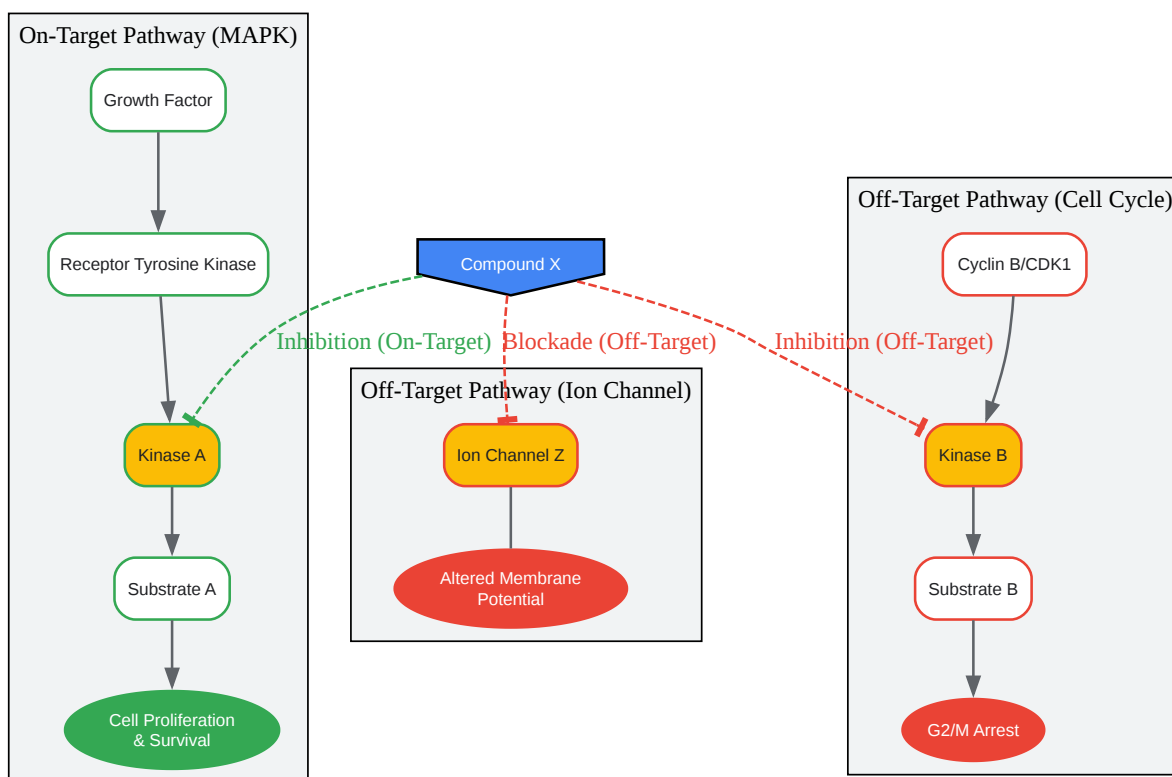 On-Target Pathway (MAPK)
Growth Factor
Receptor Tyrosine Kinase
Kinase A
Substrate A
Cell Proliferation
& Survival
Compound X
Inhibition (On-Target)
Blockade (Off-Target)
Inhibition (Off-Target)
Off-Target Pathway (Ion Channel)
Ion Channel Z
Altered Membrane
Potential
Off-Target Pathway (Cell Cycle)
Cyclin B/CDK1
Kinase B
Substrate B
G2/M Arrest